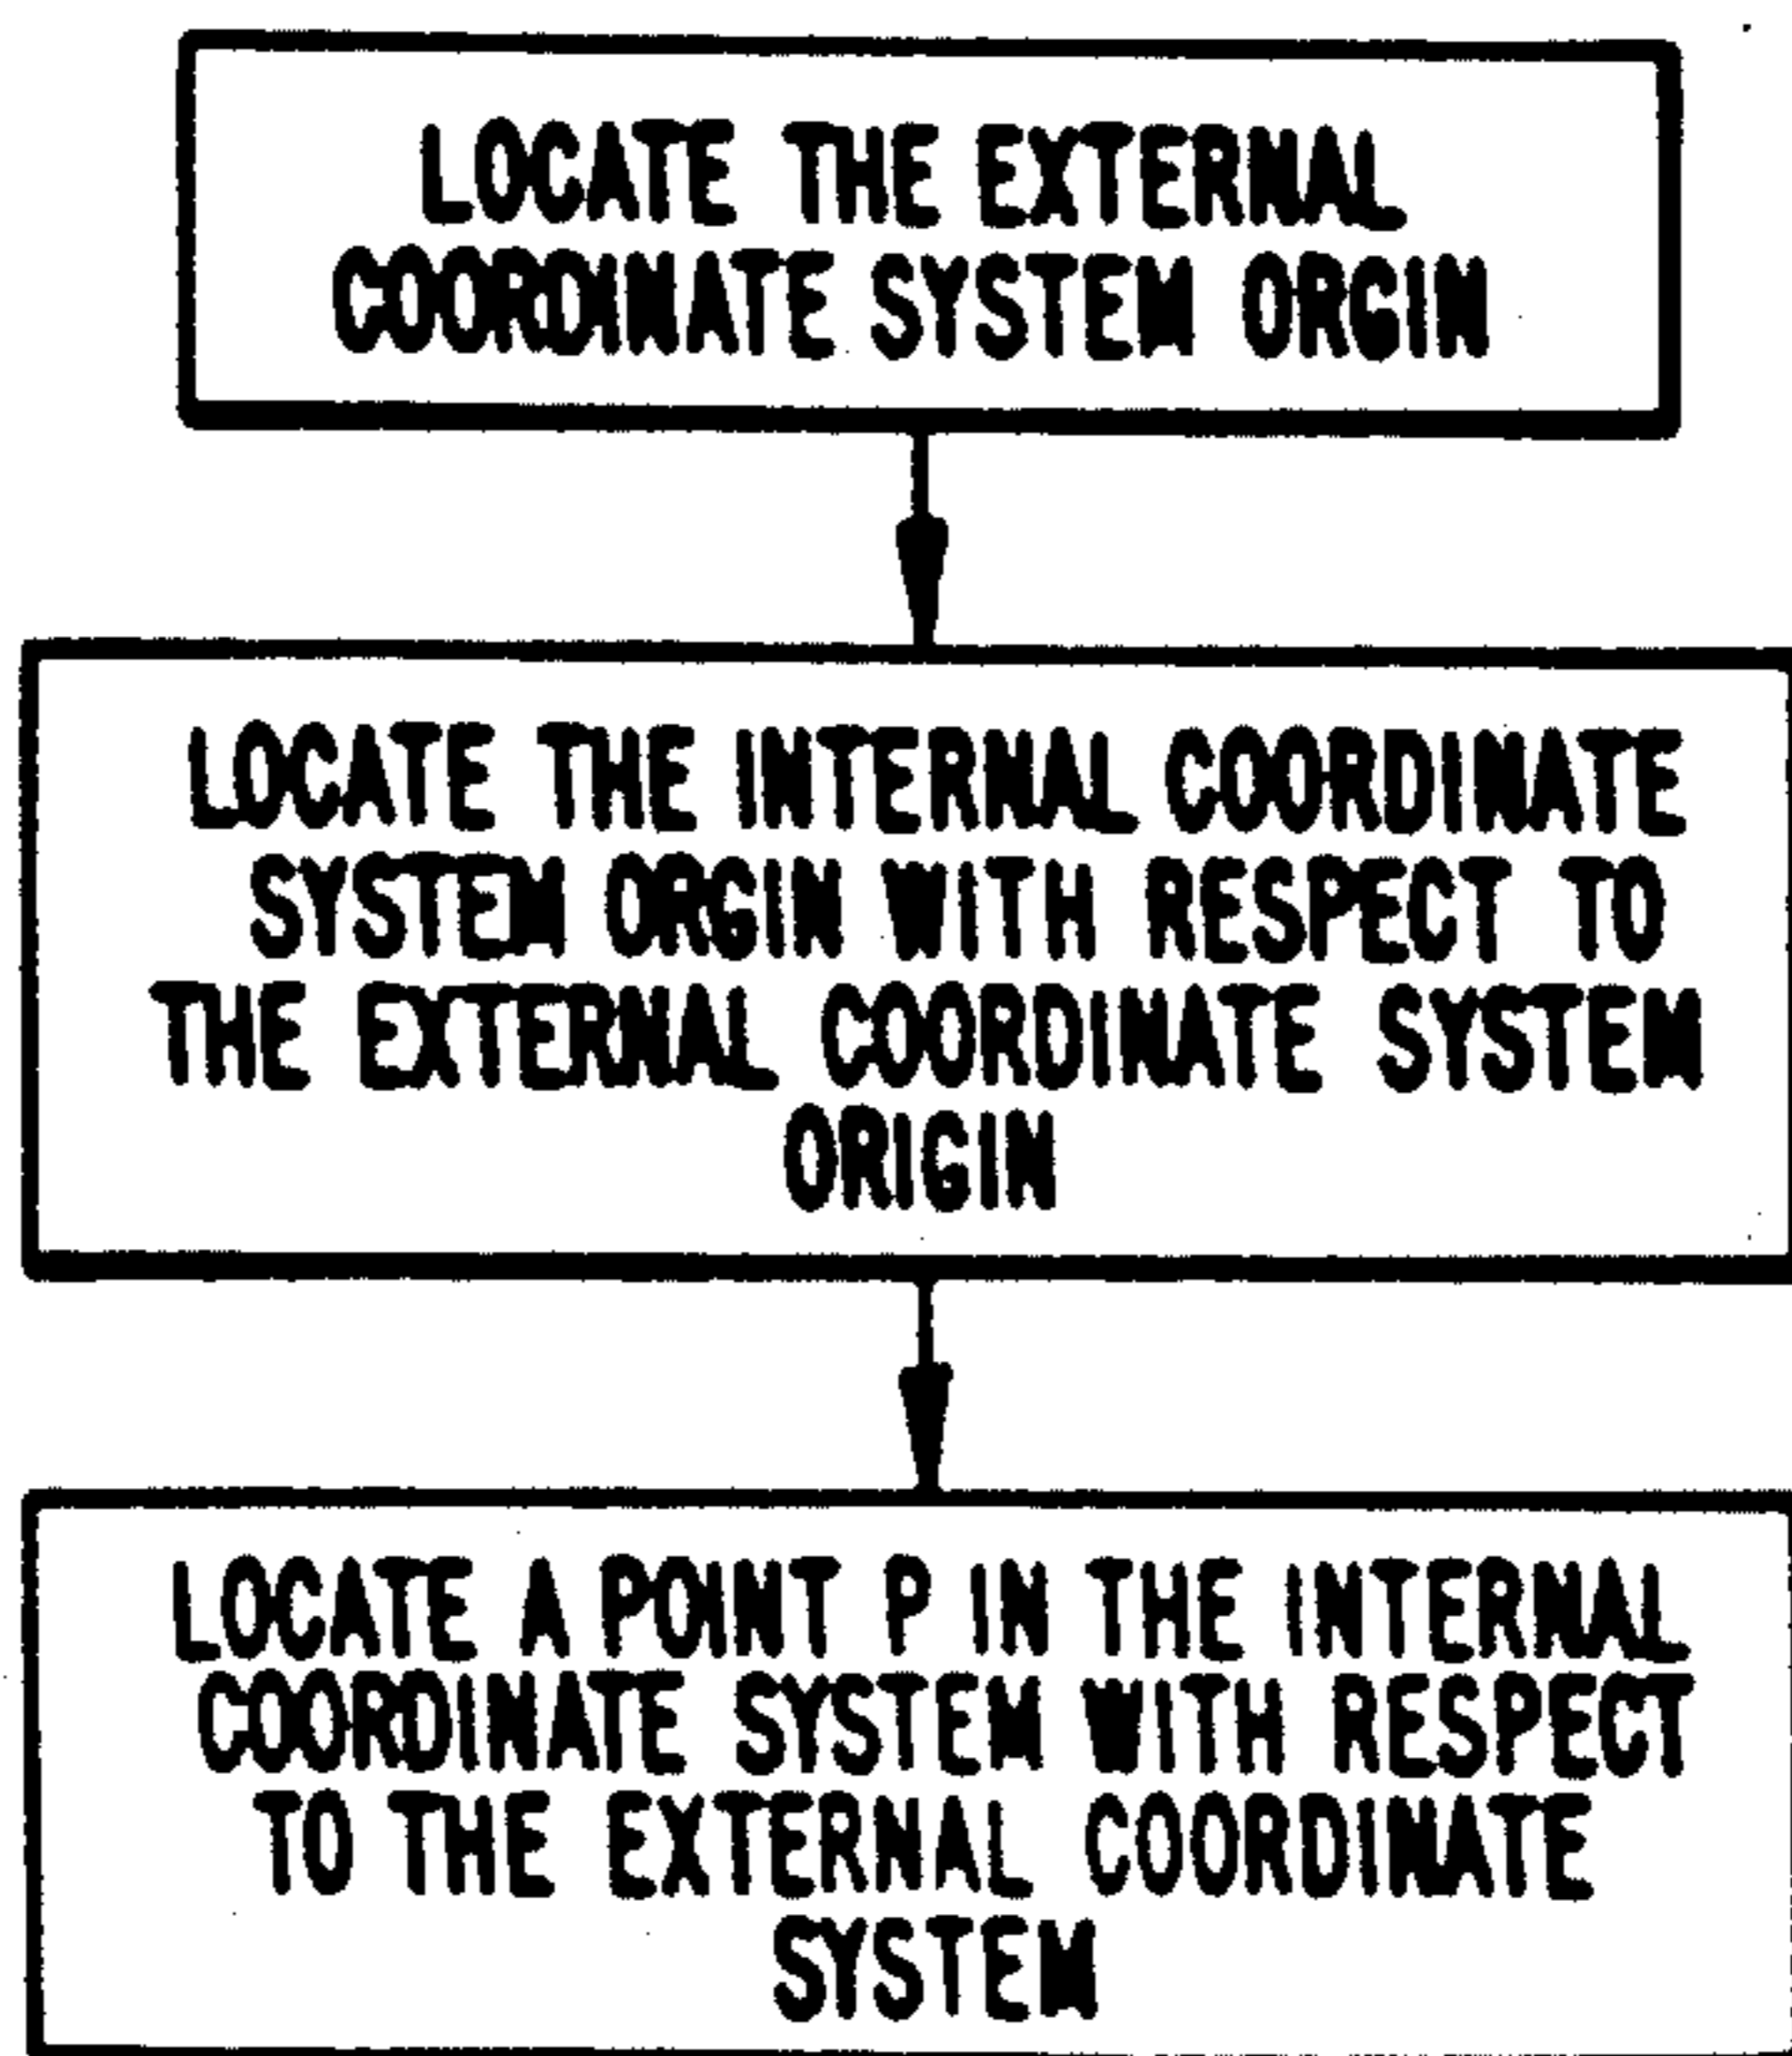 LOCATE THE EXTERNAL
COORDINATE SYSTEM ORGIN
LOCATE THE INTERNAL COORDINATE
SYSTEM ORGIN WITH RESPECT TO
THE EXTERNAL COORDINATE SYSTEM
ORIGIN
LOCATE A POINT P IN THE INTERNAL
COORDINATE SYSTEM WITH RESPECT
TO THE EXTERNAL COORDINATE
SYSTEM